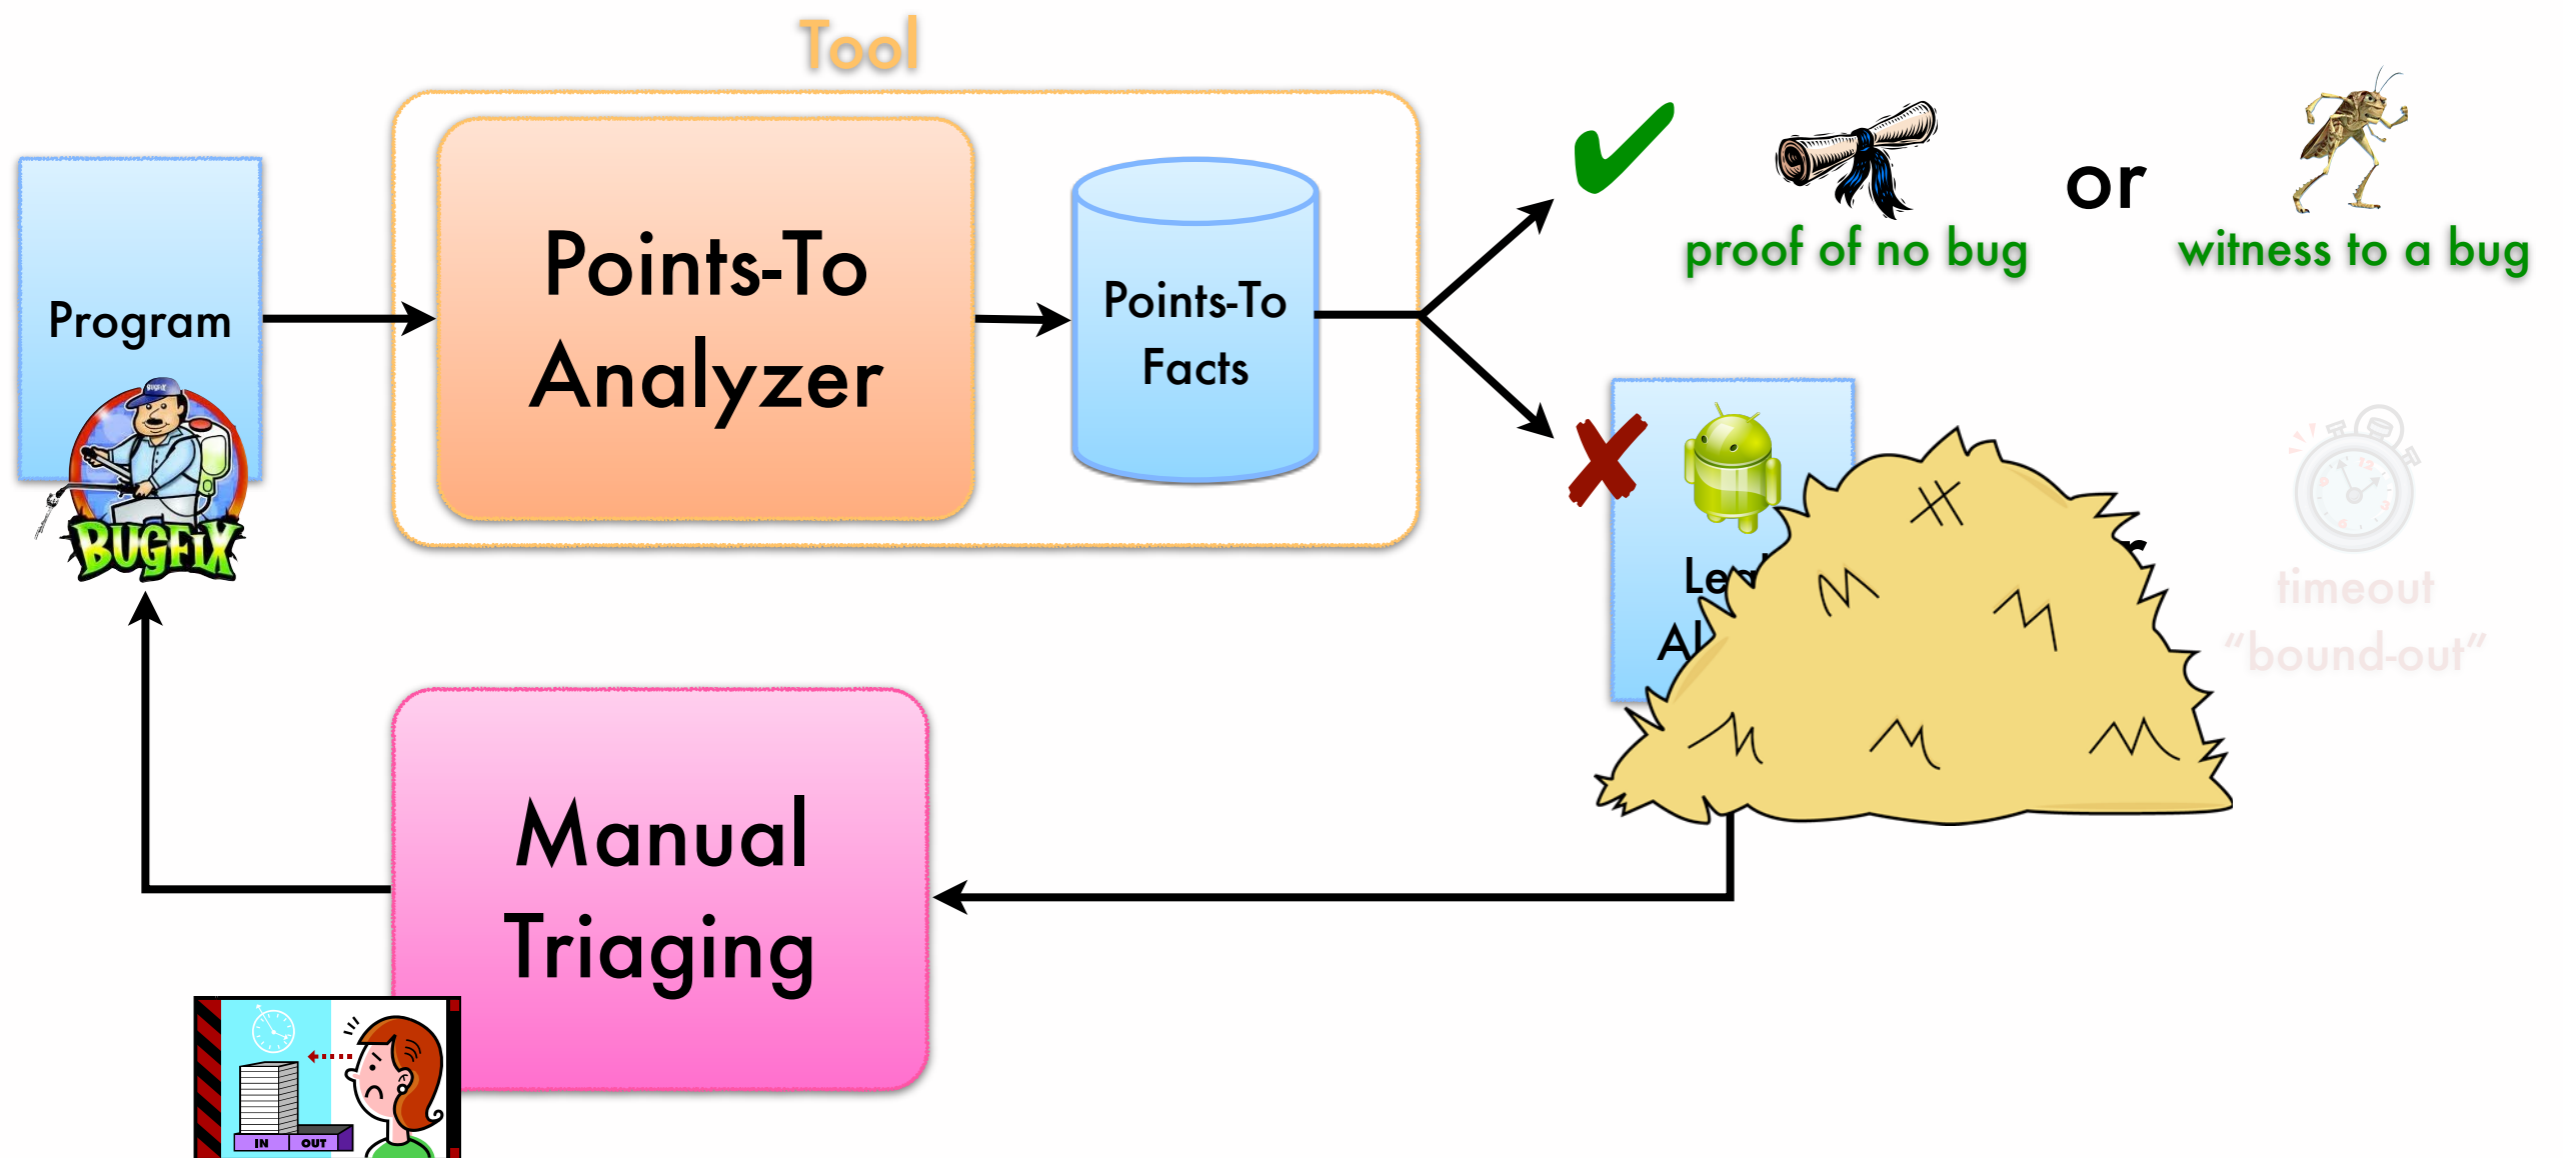 Tool
Program
BUGFIX
BUGFIX
Points-To
Analyzer
Points-To
Facts
or
proof of no bug
witness to a bug
timeout
“bound-out”
Manual
Triaging
IN
OUT